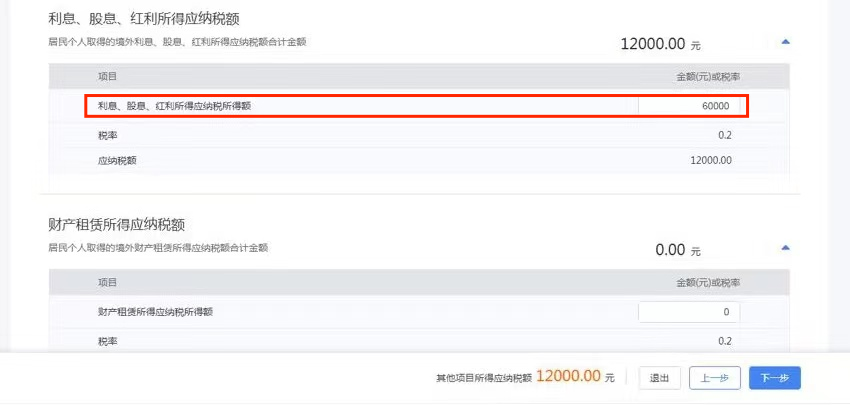 利息、股息、红利所得应纳税额
居民个人取得的境外利息、股息、红利所得应纳税额合计金额
12000.00 元
项目 金额(元)或税率
利息、股息、红利所得应纳税所得额 60000
税率 0.2
应纳税额 12000.00
财产租赁所得应纳税额
居民个人取得的境外财产租赁所得应纳税额合计金额
0.00 元
项目 金额(元)或税率
财产租赁所得应纳税所得额 0
税率 0.2
其他项目所得应纳税额 12000.00 元 退出 上一步 下一步